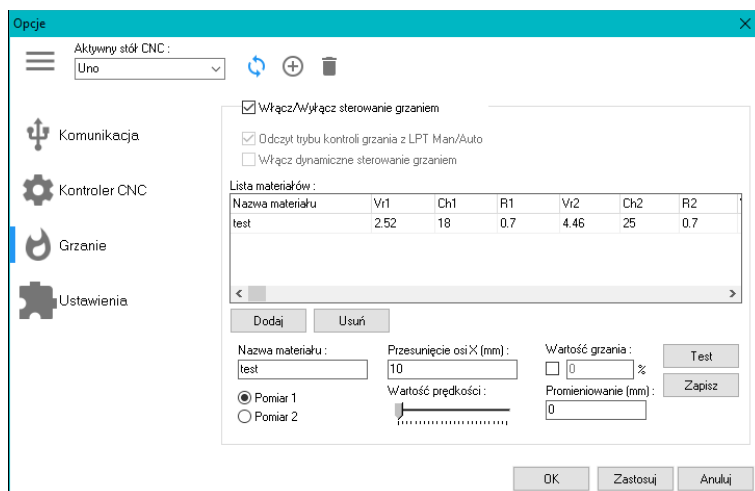 Opcje
Aktywny stół CNC :
Uno
Komunikacja
Kontroler CNC
Grzanie
Ustawienia
Włącz/Wyłącz sterowanie grzaniem
Odczyt trybu kontroli grzania z LPT Man/Auto
Włącz dynamiczne sterowanie grzaniem
Lista materiałów :
Nazwa materiału Vr1 Ch1 R1 Vr2 Ch2 R2
test 2.52 18 0.7 4.46 25 0.7
Dodaj Usuń
Nazwa materiału : Przesunięcie osi X (mm) : Wartość grzania :
test 10 0 % Test
Pomiar 1 Wartość prędkości : Promieniowanie (mm) : Zapisz
Pomiar 2 0
OK Zastosuj Anuluj